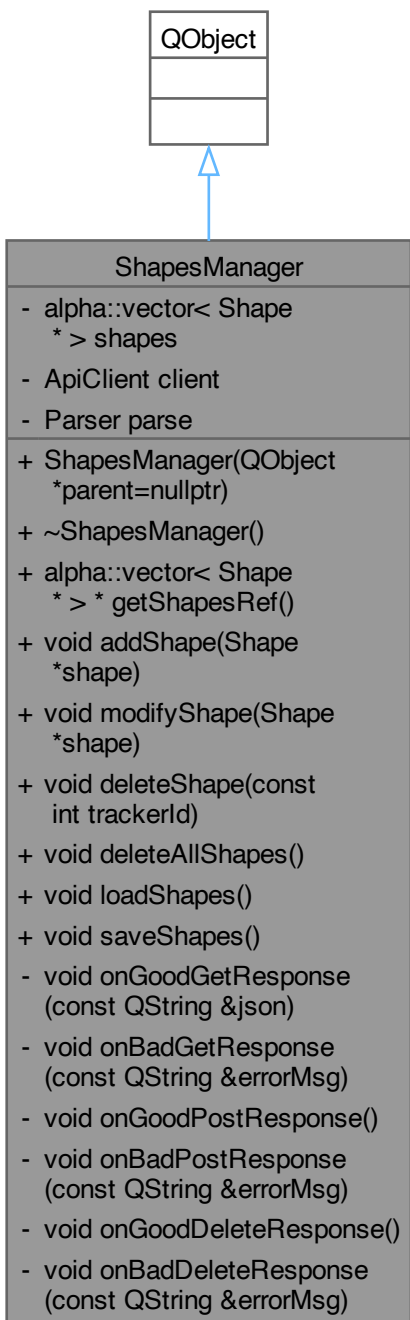 QObject
ShapesManager
- alpha::vector< Shape
* > shapes
- ApiClient client
- Parser parse
+ ShapesManager(QObject
*parent=nullptr)
+ ~ShapesManager()
+ alpha::vector< Shape
* > * getShapesRef()
+ void addShape(Shape
*shape)
+ void modifyShape(Shape
*shape)
+ void deleteShape(const
int trackerId)
+ void deleteAllShapes()
+ void loadShapes()
+ void saveShapes()
- void onGoodGetResponse
(const QString &json)
- void onBadGetResponse
(const QString &errorMsg)
- void onGoodPostResponse()
- void onBadPostResponse
(const QString &errorMsg)
- void onGoodDeleteResponse()
- void onBadDeleteResponse
(const QString &errorMsg)